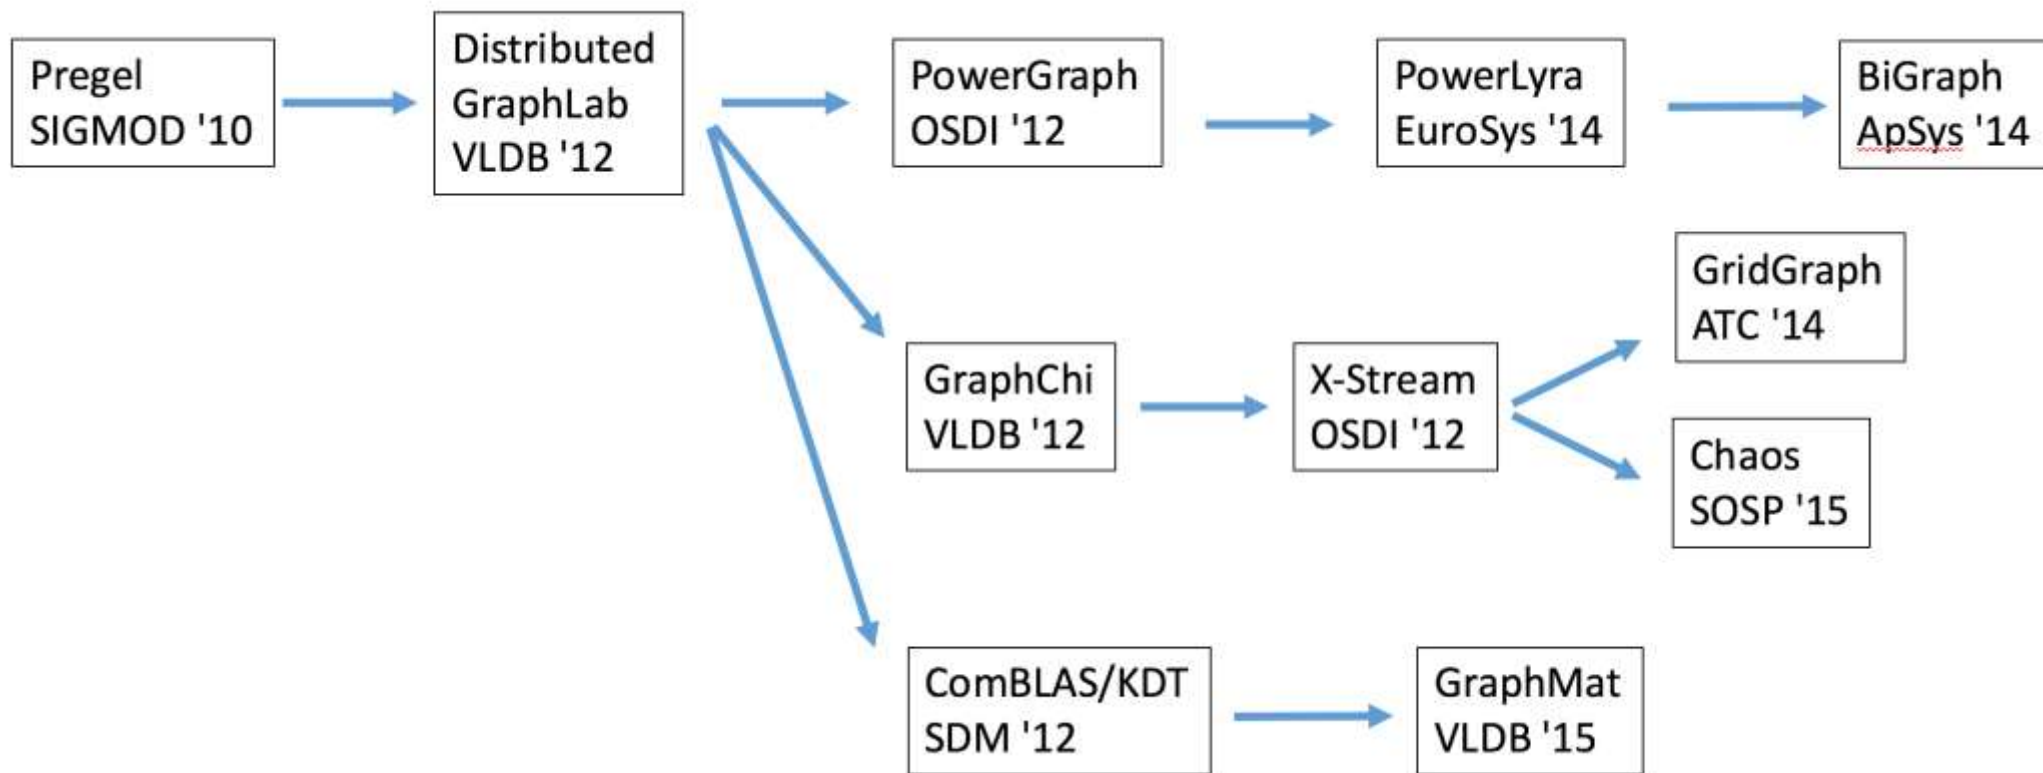 Pregel
SIGMOD '10
Distributed
GraphLab
VLDB '12
PowerGraph
OSDI '12
PowerLyra
EuroSys '14
BiGraph
ApSys '14
GridGraph
ATC '14
GraphChi
VLDB '12
X-Stream
OSDI '12
Chaos
SOSP '15
ComBLAS/KDT
SDM '12
GraphMat
VLDB '15